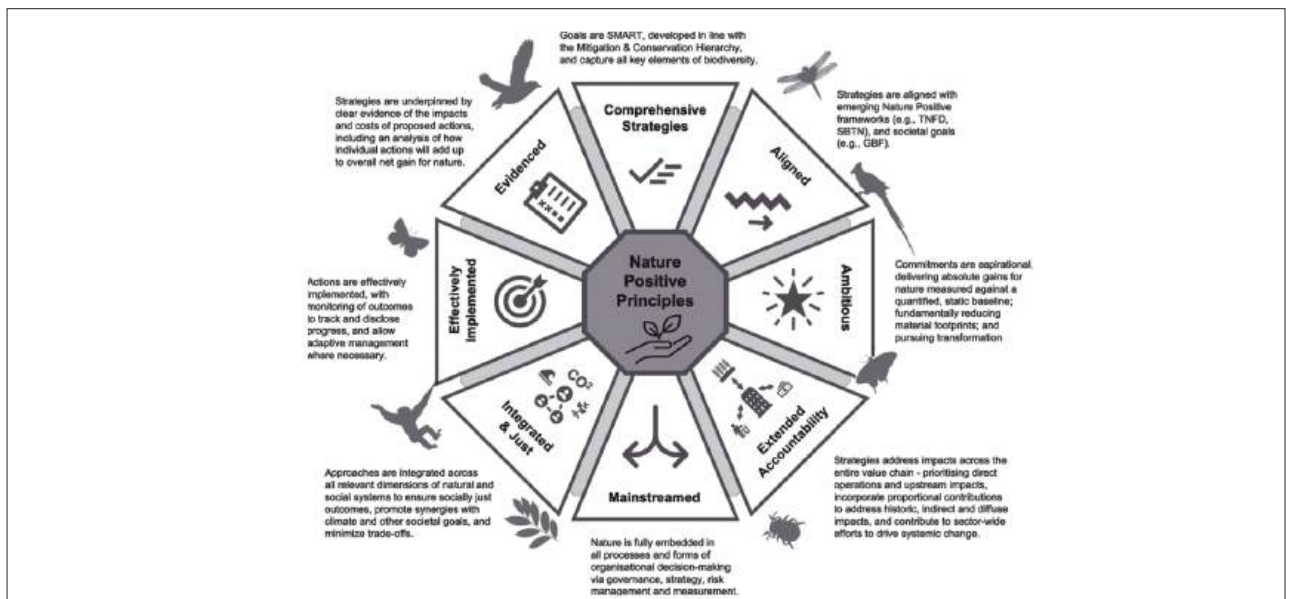 Goals are SMART, developed in line with
the Mitigation & Conservation Hierarchy,
and capture all key elements of biodiversity.
Comprehensive
Strategies
Strategies are aligned with
emerging Nature Positive
frameworks (e.g., TNFD,
SBTN), and societal goals
(e.g., GBF).
Aligned
Commitments are aspirational,
delivering absolute gains for
nature measured against a
quantified, static baseline;
fundamentally reducing
material footprints; and
pursuing transformation
Ambitious
Strategies address impacts across the
entire value chain - prioritising direct
operations and upstream impacts,
incorporate proportional contributions
to address historic, indirect and diffuse
impacts, and contribute to sector-wide
efforts to drive systemic change.
Extended
Accountability
Mainstreamed
Nature is fully embedded in
all processes and forms of
organisational decision-making
via governance, strategy, risk
management and measurement.
CO²
Integrated
& Just
Approaches are integrated across
all relevant dimensions of natural and
social systems to ensure socially just
outcomes, promote synergies with
climate and other societal goals, and
minimize trade-offs.
Effectively
Implemented
Actions are effectively
implemented, with
monitoring of outcomes
to track and disclose
progress, and allow
adaptive management
where necessary.
Evidenced
Strategies are underpinned by
clear evidence of the impacts
and costs of proposed actions,
including an analysis of how
individual actions will add up
to overall net gain for nature.
Nature
Positive
Principles